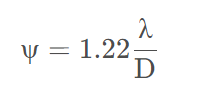 ψ = 1.22 λ/D